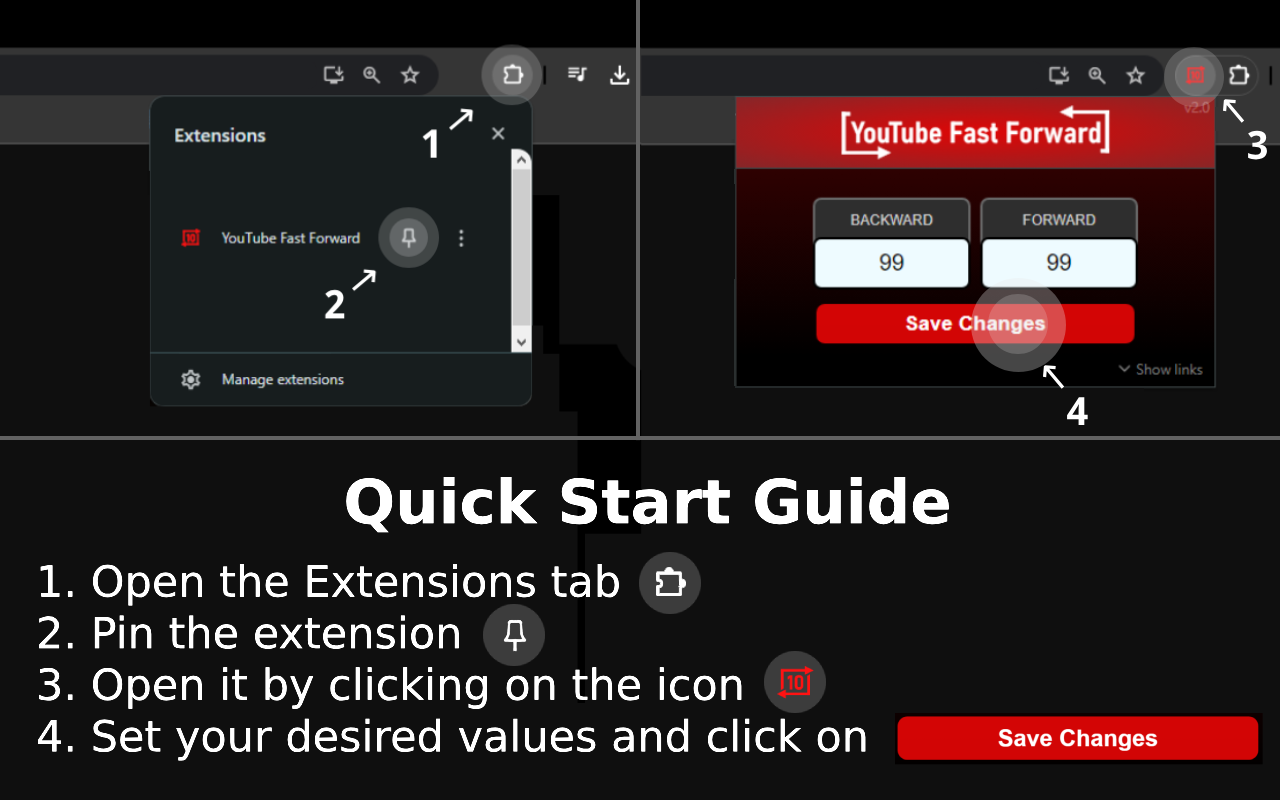 Extensions
1
YouTube Fast Forward
2
Manage extensions
v2.0
3
YouTube Fast Forward
BACKWARD FORWARD
99 99
Save Changes
Show links
4
Quick Start Guide
1. Open the Extensions tab
2. Pin the extension
3. Open it by clicking on the icon 10
4. Set your desired values and click on Save Changes